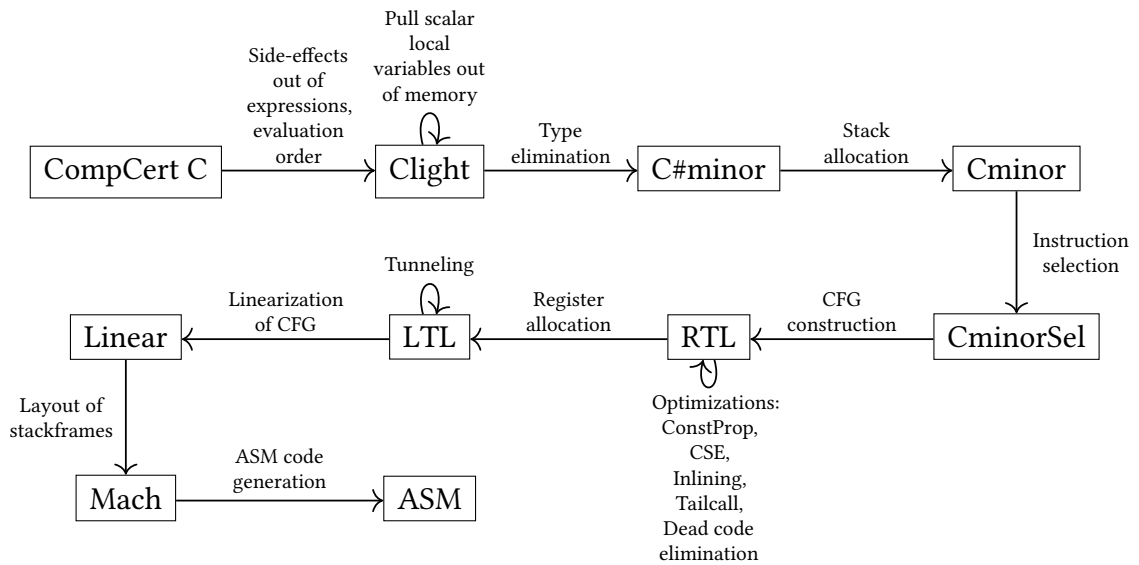 Pull scalar
local
variables out
of memory
Side-effects
out of
expressions,
evaluation
order
Type
elimination
Stack
allocation
CompCert C
Clight
C#minor
Cminor
Instruction
selection
Tunneling
Linearization
of CFG
Register
allocation
CFG
construction
Linear
LTL
RTL
CminorSel
Layout of
stackframes
Optimizations:
ConstProp,
CSE,
Inlining,
Tailcall,
Dead code
elimination
ASM code
generation
Mach
ASM